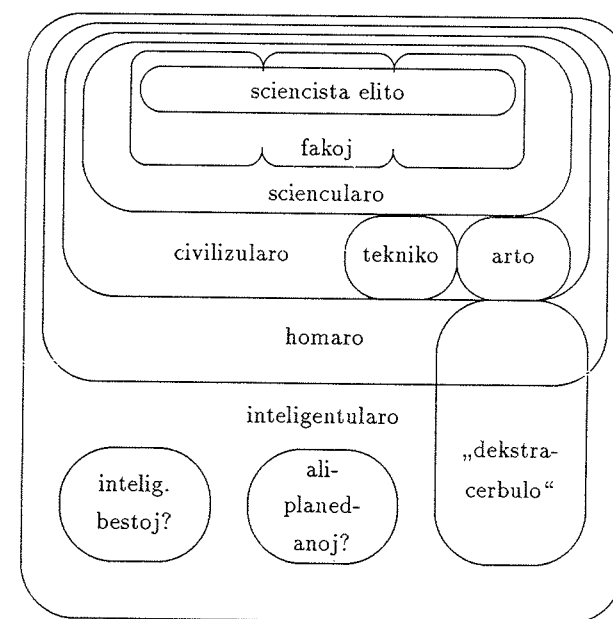 sciencista elito
fakoj
sciencularo
civilizularo
tekniko
arto
homaro
inteligentularo
intelig.
bestoj?
ali-
planed-
anoj?
„dekstra-
cerbulo“